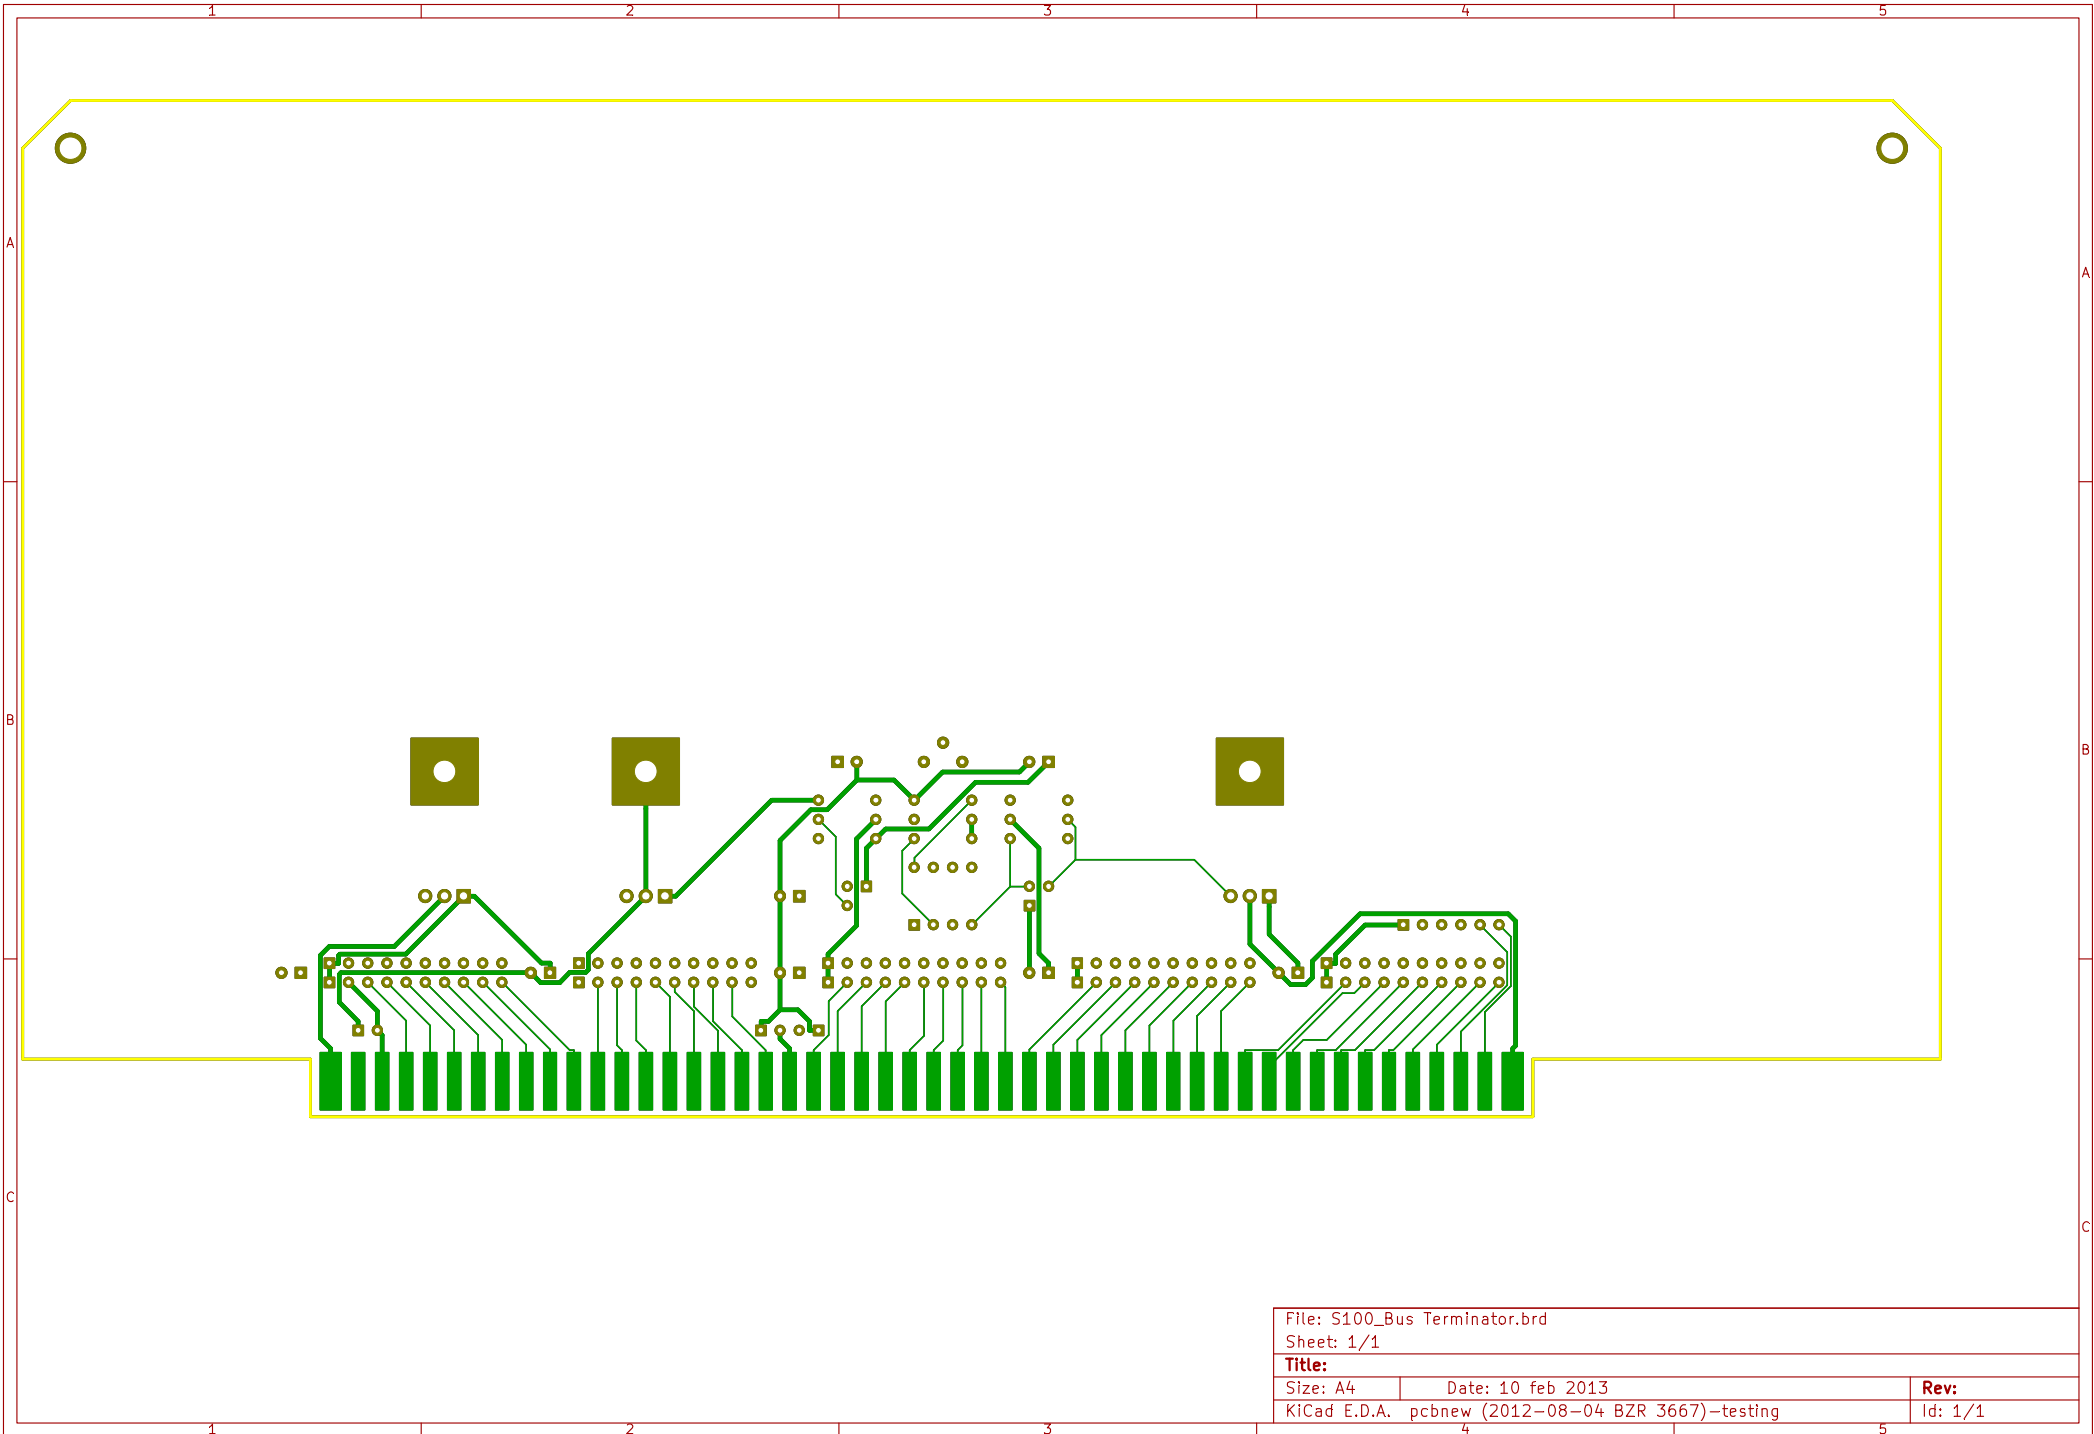 1 2 3 4 5
A A
B B
C C
File: S100_Bus Terminator.brd
Sheet: 1/1
Title:
Size: A4 Date: 10 feb 2013 Rev:
KiCad E.D.A. pcbnew (2012-08-04 BZR 3667)-testing Id: 1/1
1 2 3 4 5